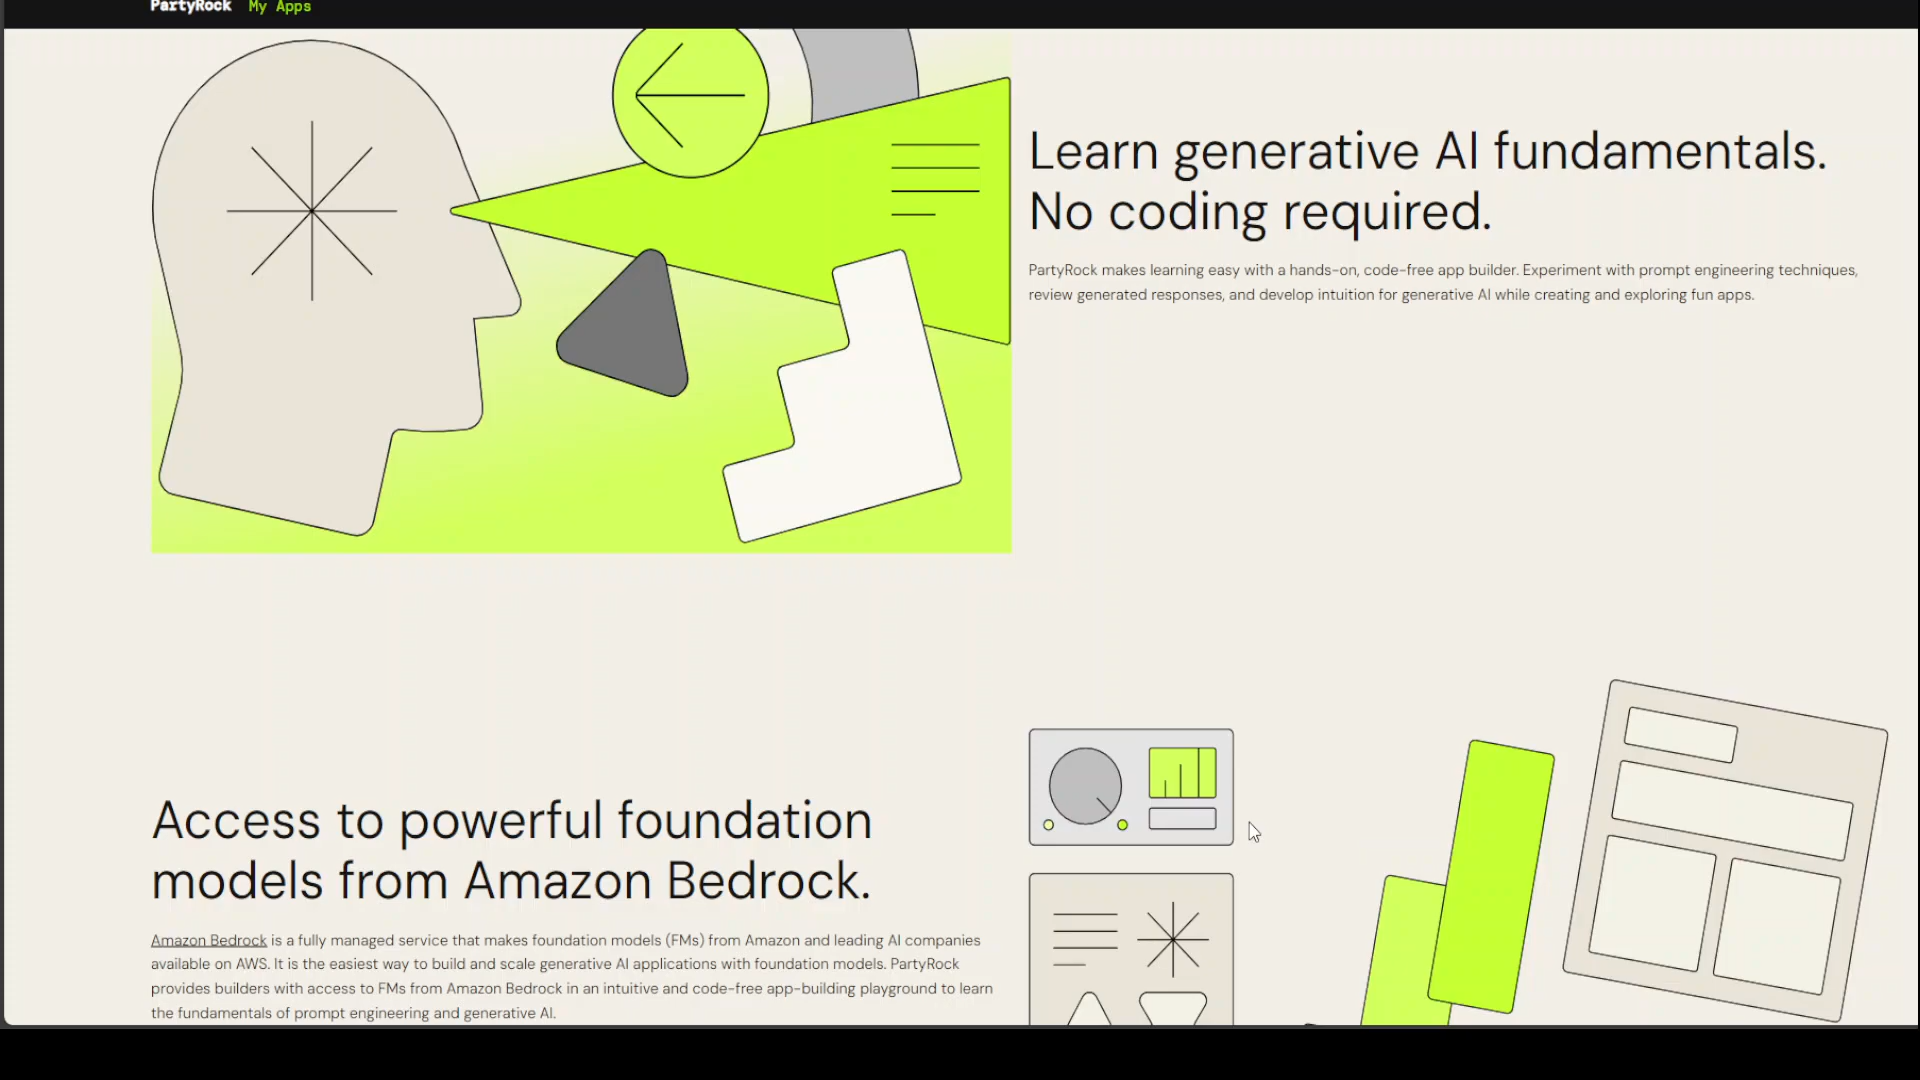 PartyRock My Apps
Learn generative AI fundamentals.
No coding required.
PartyRock makes learning easy with a hands-on, code-free app builder. Experiment with prompt engineering techniques,
review generated responses, and develop intuition for generative AI while creating and exploring fun apps.
Access to powerful foundation
models from Amazon Bedrock.
Amazon Bedrock is a fully managed service that makes foundation models (FMs) from Amazon and leading AI companies
available on AWS. It is the easiest way to build and scale generative AI applications with foundation models. PartyRock
provides builders with access to FMs from Amazon Bedrock in an intuitive and code-free app-building playground to learn
the fundamentals of prompt engineering and generative AI.